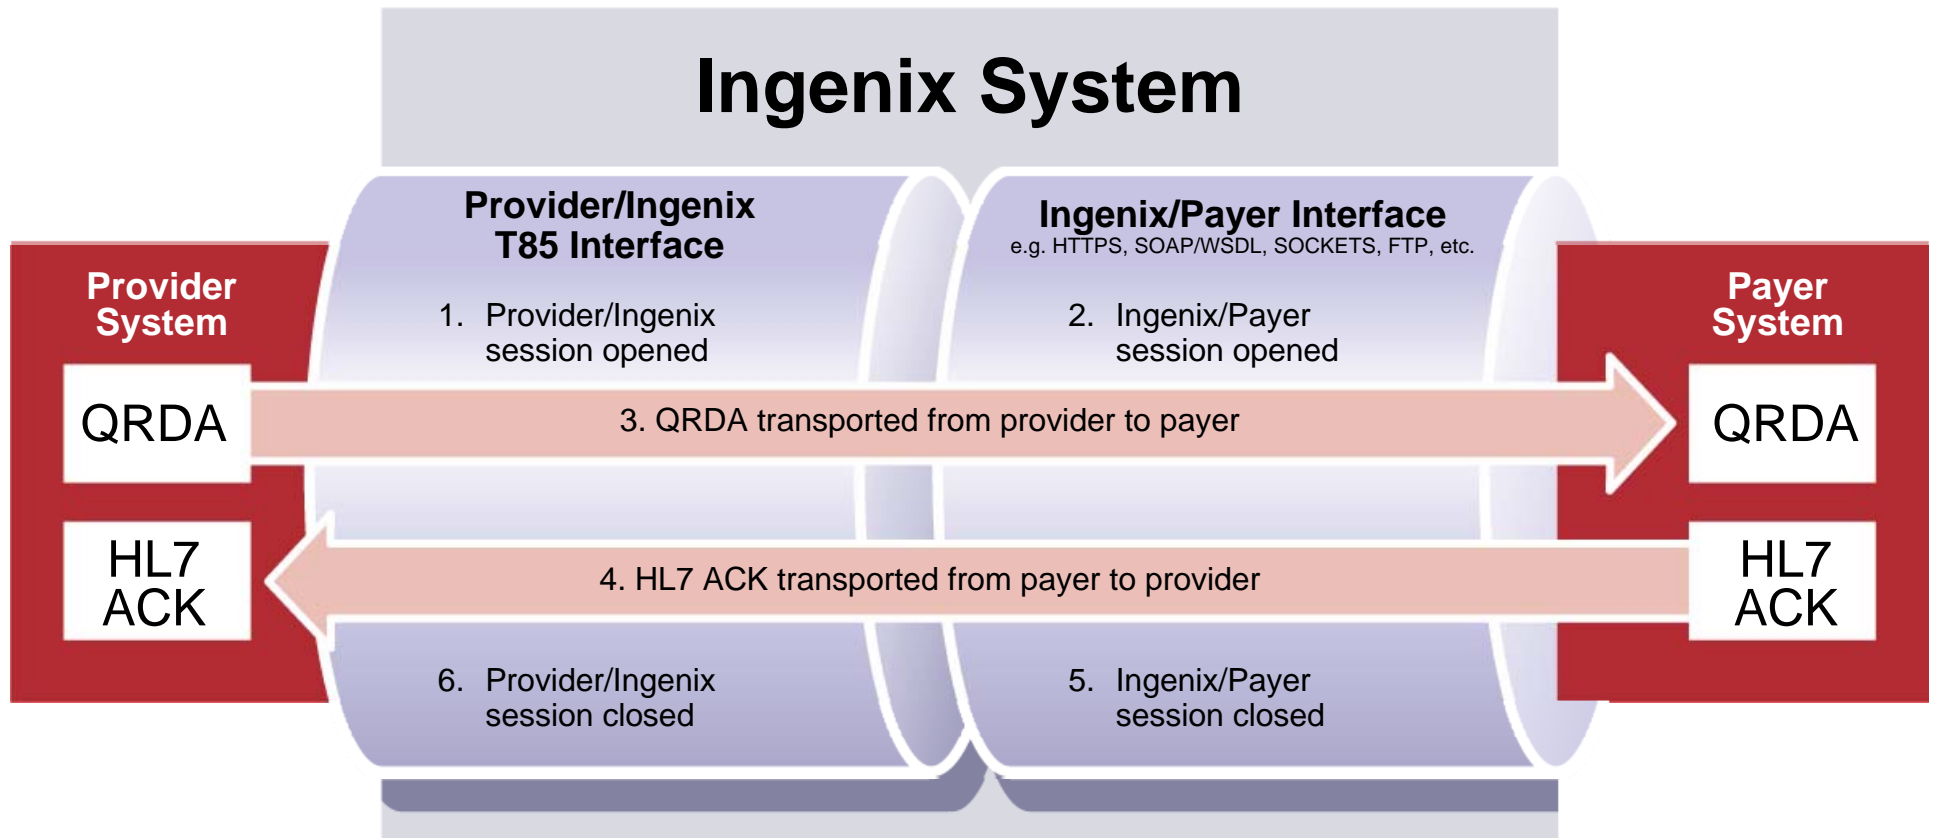 Ingenix System
Provider/Ingenix
T85 Interface
Ingenix/Payer Interface
e.g. HTTPS, SOAP/WSDL, SOCKETS, FTP, etc.
Provider
System
Payer
System
1. Provider/Ingenix
session opened
2. Ingenix/Payer
session opened
QRDA
3. QRDA transported from provider to payer
QRDA
HL7
ACK
4. HL7 ACK transported from payer to provider
HL7
ACK
6. Provider/Ingenix
session closed
5. Ingenix/Payer
session closed